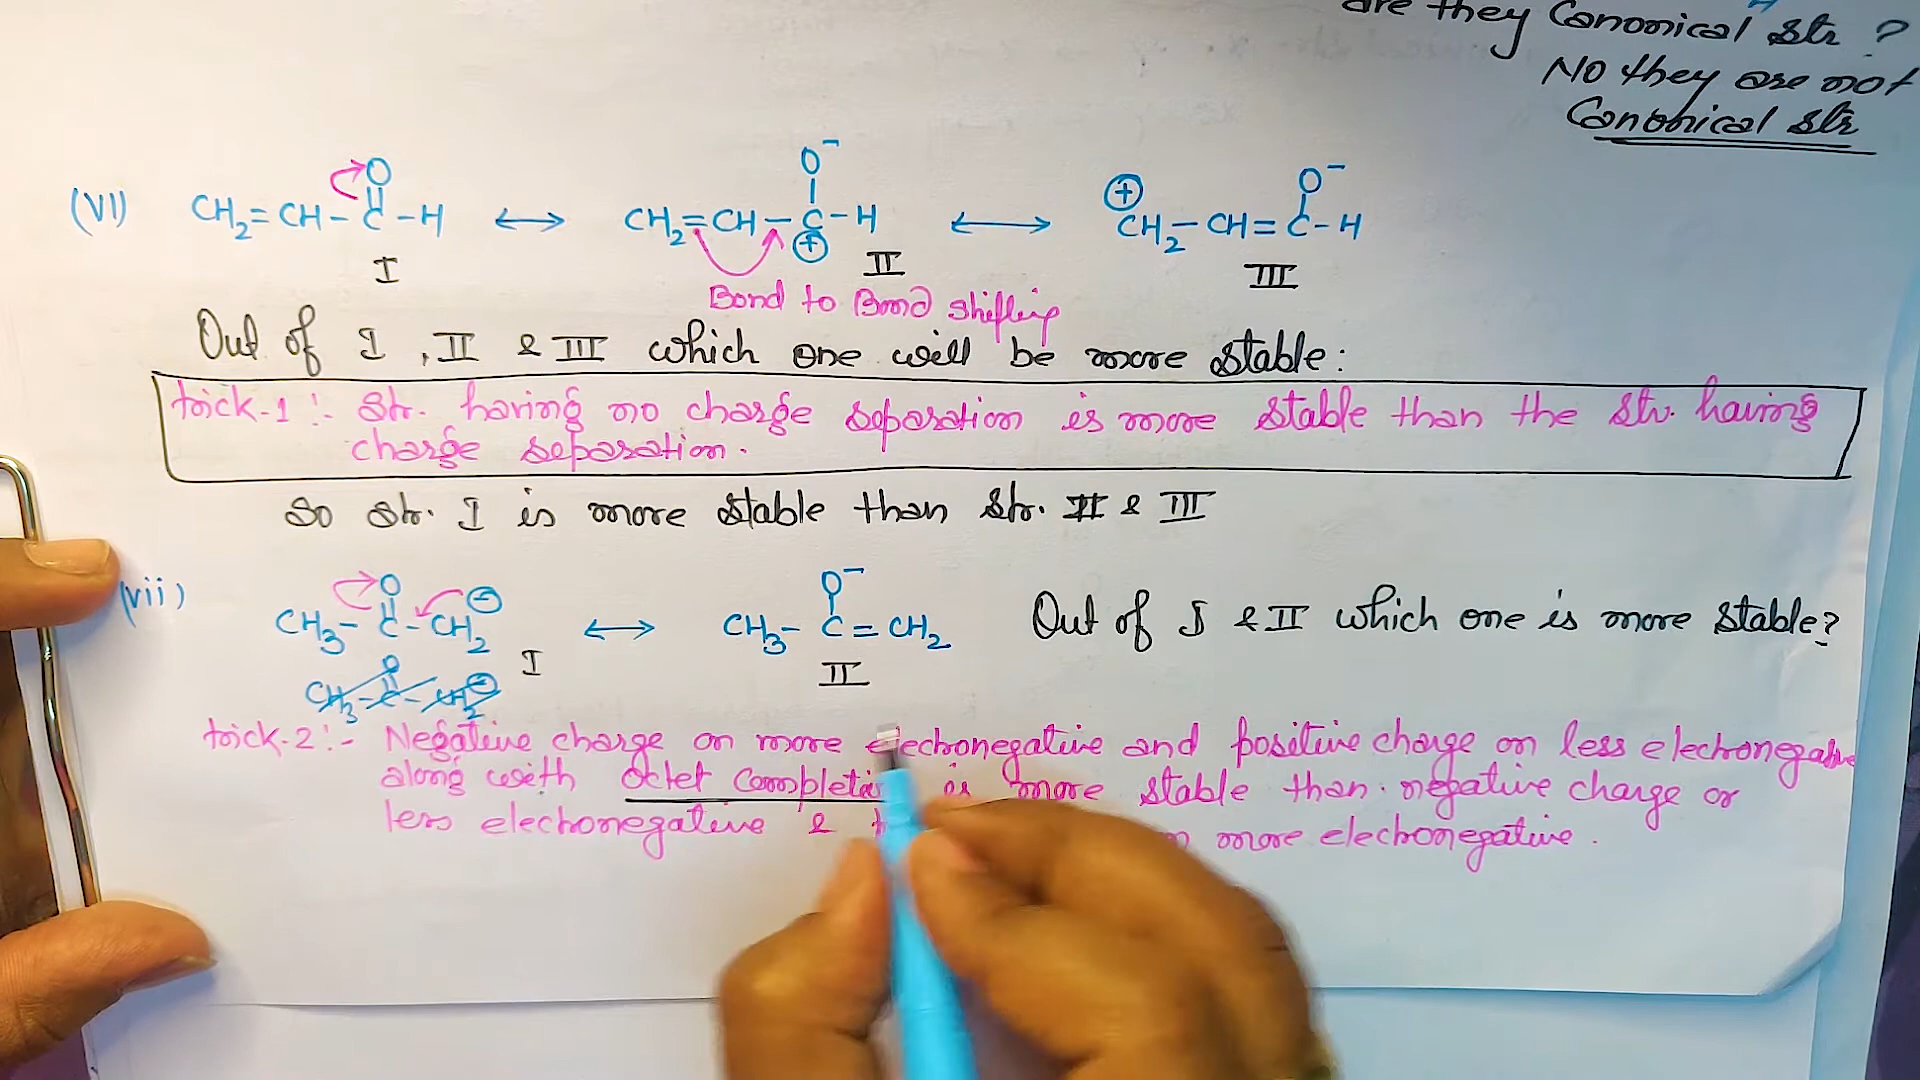 are they Canonical Str ?
No they are not
Canonical Str
(VI) CH2=CH-C-H ↔ CH2=CH-C-H ↔ CH2-CH=C-H
O O- O-
⊕ ⊕
I II III
Bond to Bond shifting
Out of I, II & III which one will be more stable:
trick-1:- Str. having no charge separation is more stable than the str. having
charge separation.
So Str. I is more stable than Str. II & III
(vii) CH3-C-CH2 ↔ CH3-C=CH2 Out of I & II which one is more stable?
O ⊖ O-
I II
trick-2:- Negative charge on more electronegative and positive charge on less electronegative
along with octet is more stable than negative charge or
less electronegative & more electronegative.